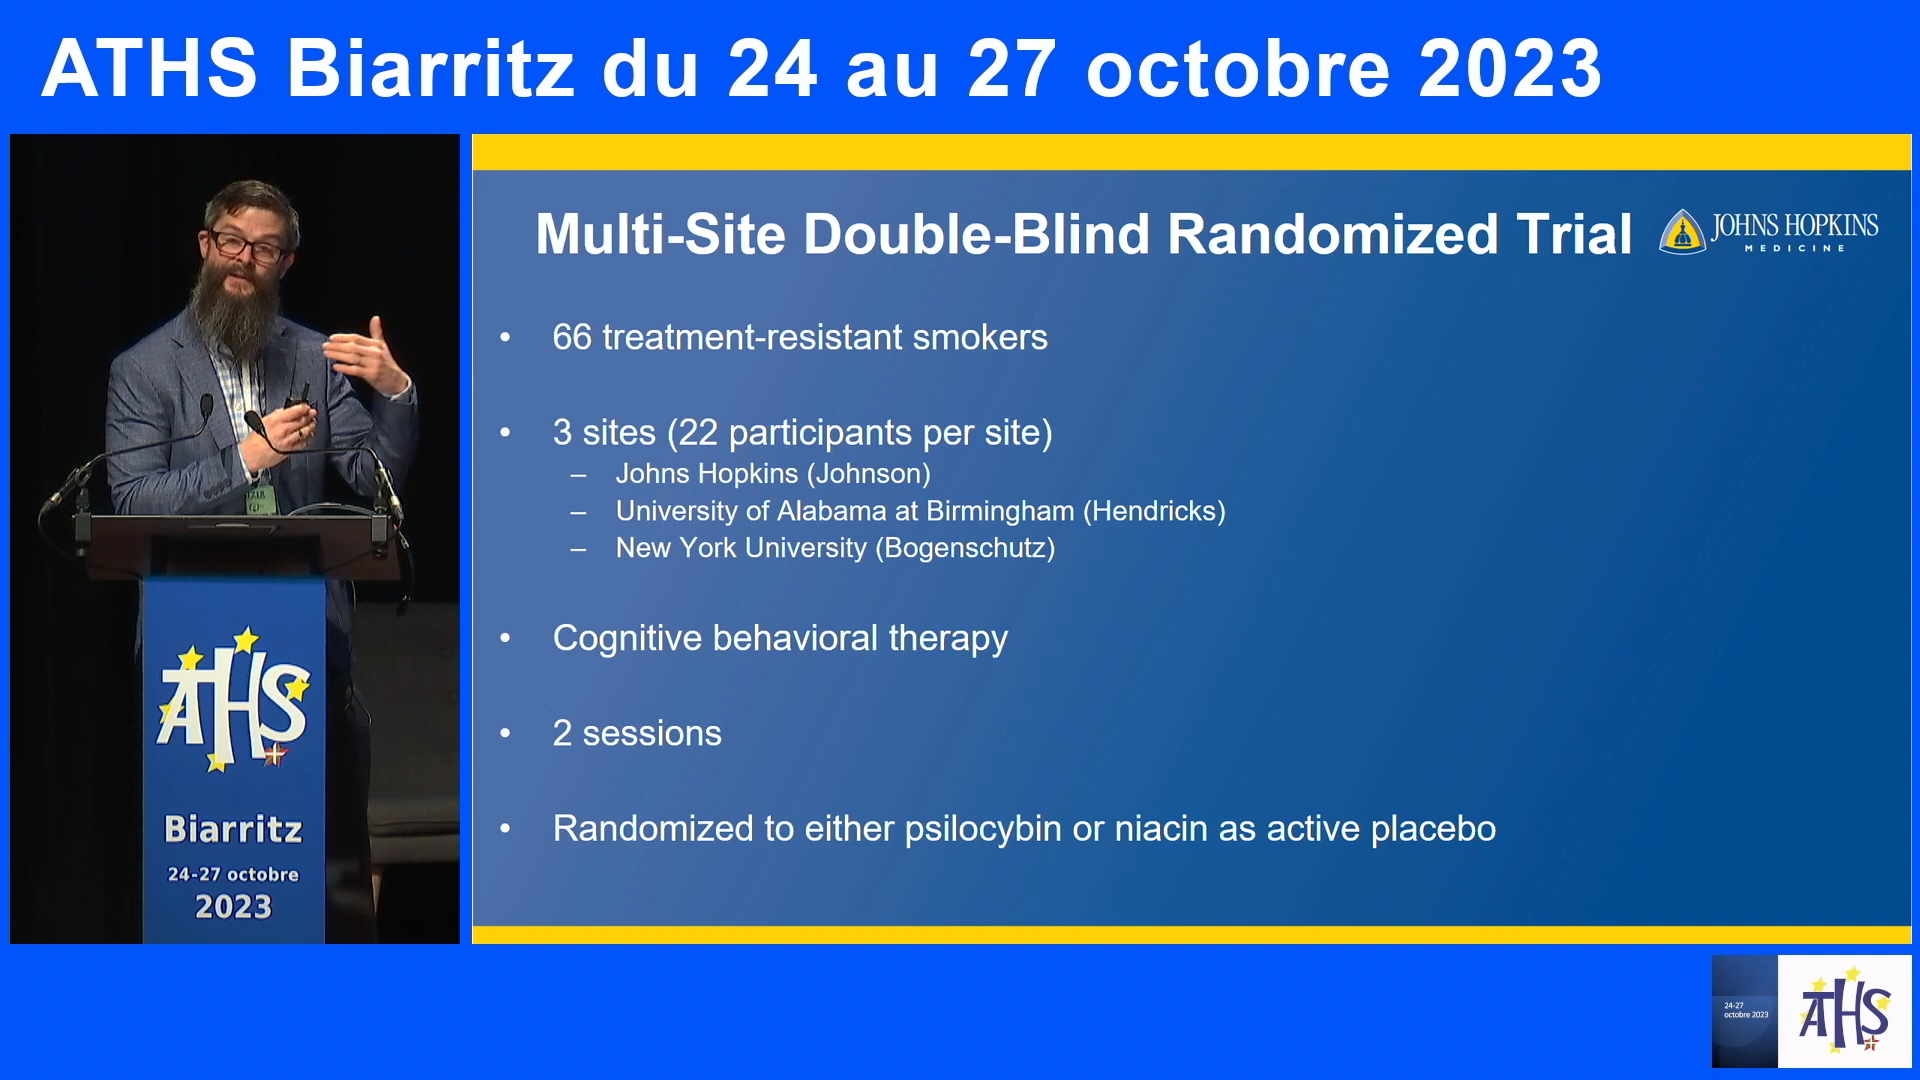 ATHS Biarritz du 24 au 27 octobre 2023
Multi-Site Double-Blind Randomized Trial
JOHNS HOPKINS
MEDICINE
• 66 treatment-resistant smokers
• 3 sites (22 participants per site)
– Johns Hopkins (Johnson)
– University of Alabama at Birmingham (Hendricks)
– New York University (Bogenschutz)
• Cognitive behavioral therapy
• 2 sessions
• Randomized to either psilocybin or niacin as active placebo
ATHS
Biarritz
24-27 octobre
2023
24-27
octobre 2023
ATHS